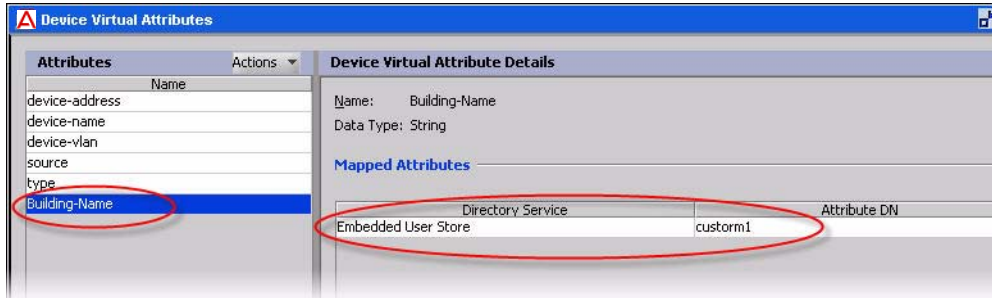 Device Virtual Attributes
Attributes Actions
Name
device-address
device-name
device-vlan
source
type
Building-Name
Device Virtual Attribute Details
Name: Building-Name
Data Type: String
Mapped Attributes
Directory Service Attribute DN
Embedded User Store custorm1